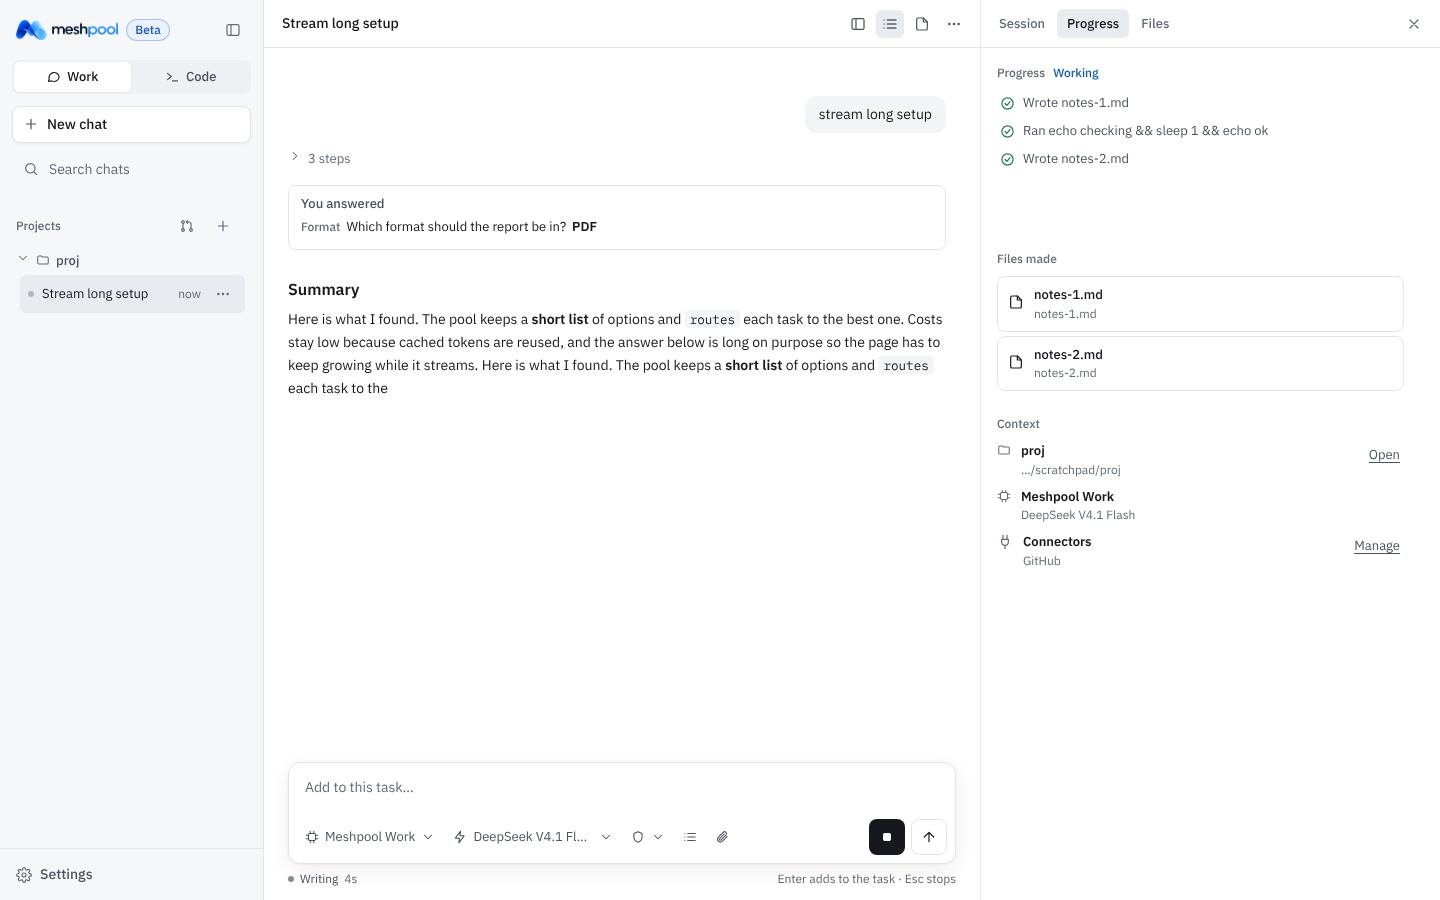 meshpool Beta
Work Code
New chat
Search chats
Projects
proj
Stream long setup now
Settings
Stream long setup
stream long setup
3 steps
You answered
Format Which format should the report be in? PDF
Summary
Here is what I found. The pool keeps a short list of options and routes each task to the best one. Costs
stay low because cached tokens are reused, and the answer below is long on purpose so the page has to
keep growing while it streams. Here is what I found. The pool keeps a short list of options and routes
each task to the
Add to this task...
Meshpool Work DeepSeek V4.1 Fl...
Writing 4s Enter adds to the task · Esc stops
Session Progress Files
Progress Working
Wrote notes-1.md
Ran echo checking && sleep 1 && echo ok
Wrote notes-2.md
Files made
notes-1.md
notes-1.md
notes-2.md
notes-2.md
Context
proj Open
.../scratchpad/proj
Meshpool Work
DeepSeek V4.1 Flash
Connectors Manage
GitHub